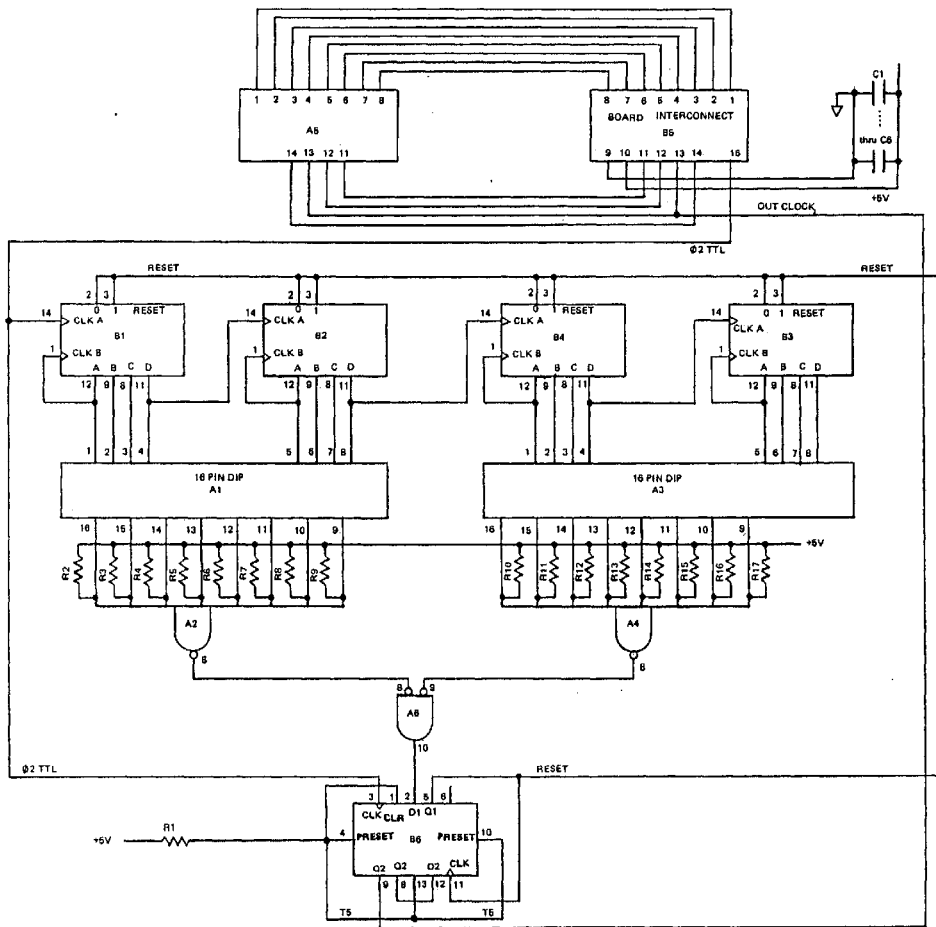 1 2 3 4 5 6 7 8
8 7 6 5 4 3 2 1
A5
BOARD INTERCONNECT
B5
14 13 12 11
9 10 11 12 13 14 16
C1
thru C6
+5V
OUT CLOCK
Ø2 TTL
RESET
RESET
2 3
2 3
2 3
2 3
0 1 RESET
0 1 RESET
0 1 RESET
0 1 RESET
14 CLK A
14 CLK A
14 CLK A
14 CLK A
B1
B2
B4
B3
1 CLK B
1 CLK B
1 CLK B
1 CLK B
A B C D
A B C D
A B C D
A B C D
12 9 8 11
12 9 8 11
12 9 8 11
12 9 8 11
1 2 3 4
5 6 7 8
1 2 3 4
5 6 7 8
16 PIN DIP
A1
16 PIN DIP
A3
16 15 14 13 12 11 10 9
16 15 14 13 12 11 10 9
+5V
R2 R3 R4 R5 R6 R7 R8 R9
R10 R11 R12 R13 R14 R15 R16 R17
A2
A4
8
8
8 9
A6
10
Ø2 TTL
RESET
3 1 2 5 6
CLK CLR D1 Q1
+5V
R1
4 PRESET
B6
PRESET 10
Q2 Q2 D2 CLK
9 8 13 12 11
T5
T5